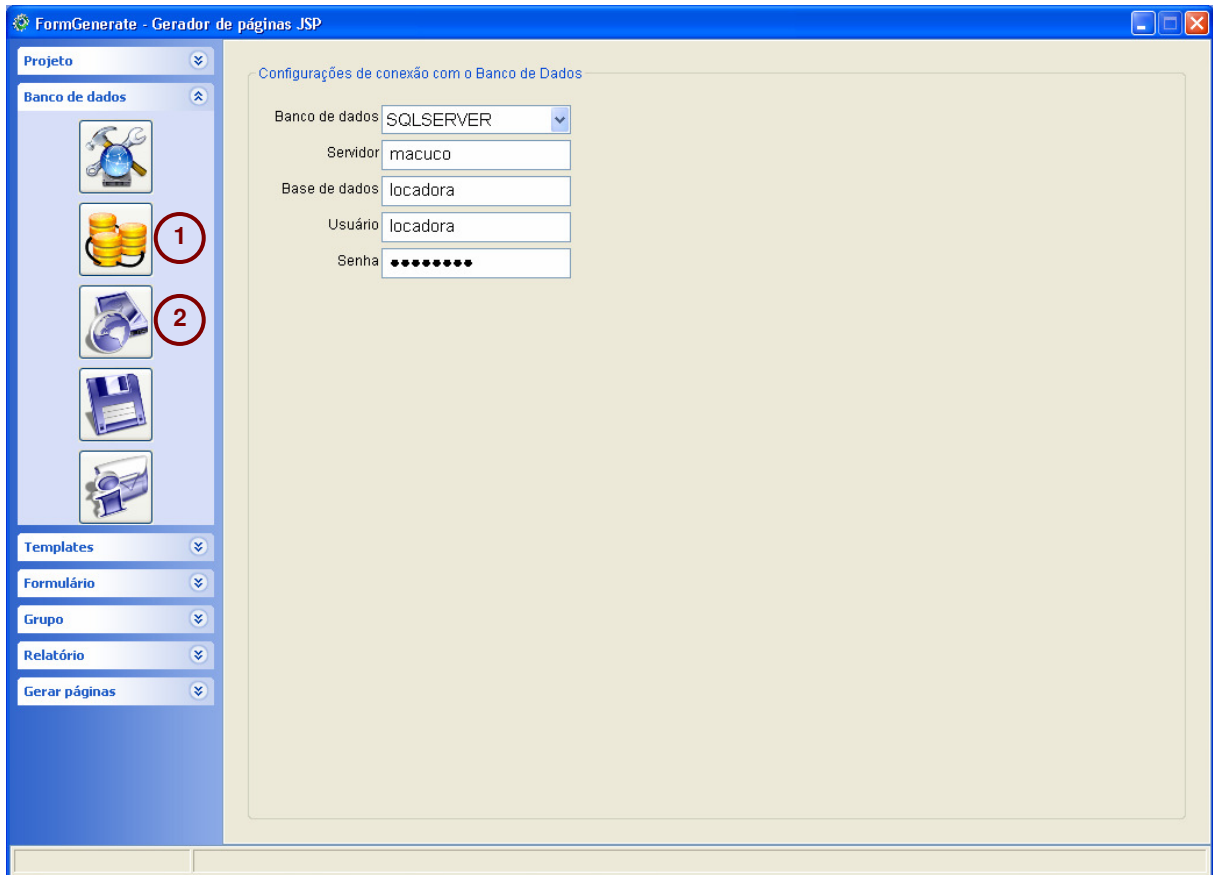 FormGenerate - Gerador de páginas JSP
Projeto
Banco de dados
1
2
Templates
Formulário
Grupo
Relatório
Gerar páginas
Configurações de conexão com o Banco de Dados
Banco de dados SQLSERVER
Servidor macuco
Base de dados locadora
Usuário locadora
Senha ●●●●●●●●